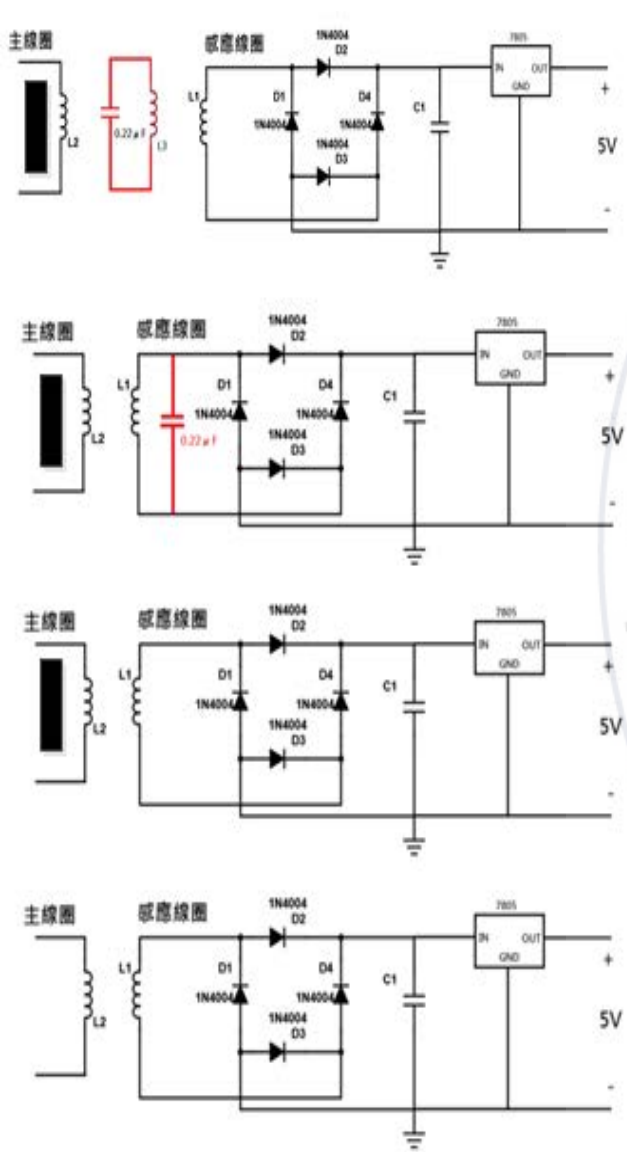 主線圈
感應線圈
1N4004
D2
7805
IN
OUT
GND
L1
D1
D4
C1
+
0.22μF
L2
L3
1N4004
1N4004
1N4004
D3
5V
-
主線圈
感應線圈
1N4004
D2
7805
IN
OUT
GND
L1
D1
D4
C1
+
1N4004
1N4004
0.22μF
L2
1N4004
D3
5V
-
主線圈
感應線圈
1N4004
D2
7805
IN
OUT
GND
L1
D1
D4
C1
+
1N4004
1N4004
L2
1N4004
D3
5V
-
主線圈
感應線圈
1N4004
D2
7805
IN
OUT
GND
L1
D1
D4
C1
+
1N4004
1N4004
L2
1N4004
D3
5V
-